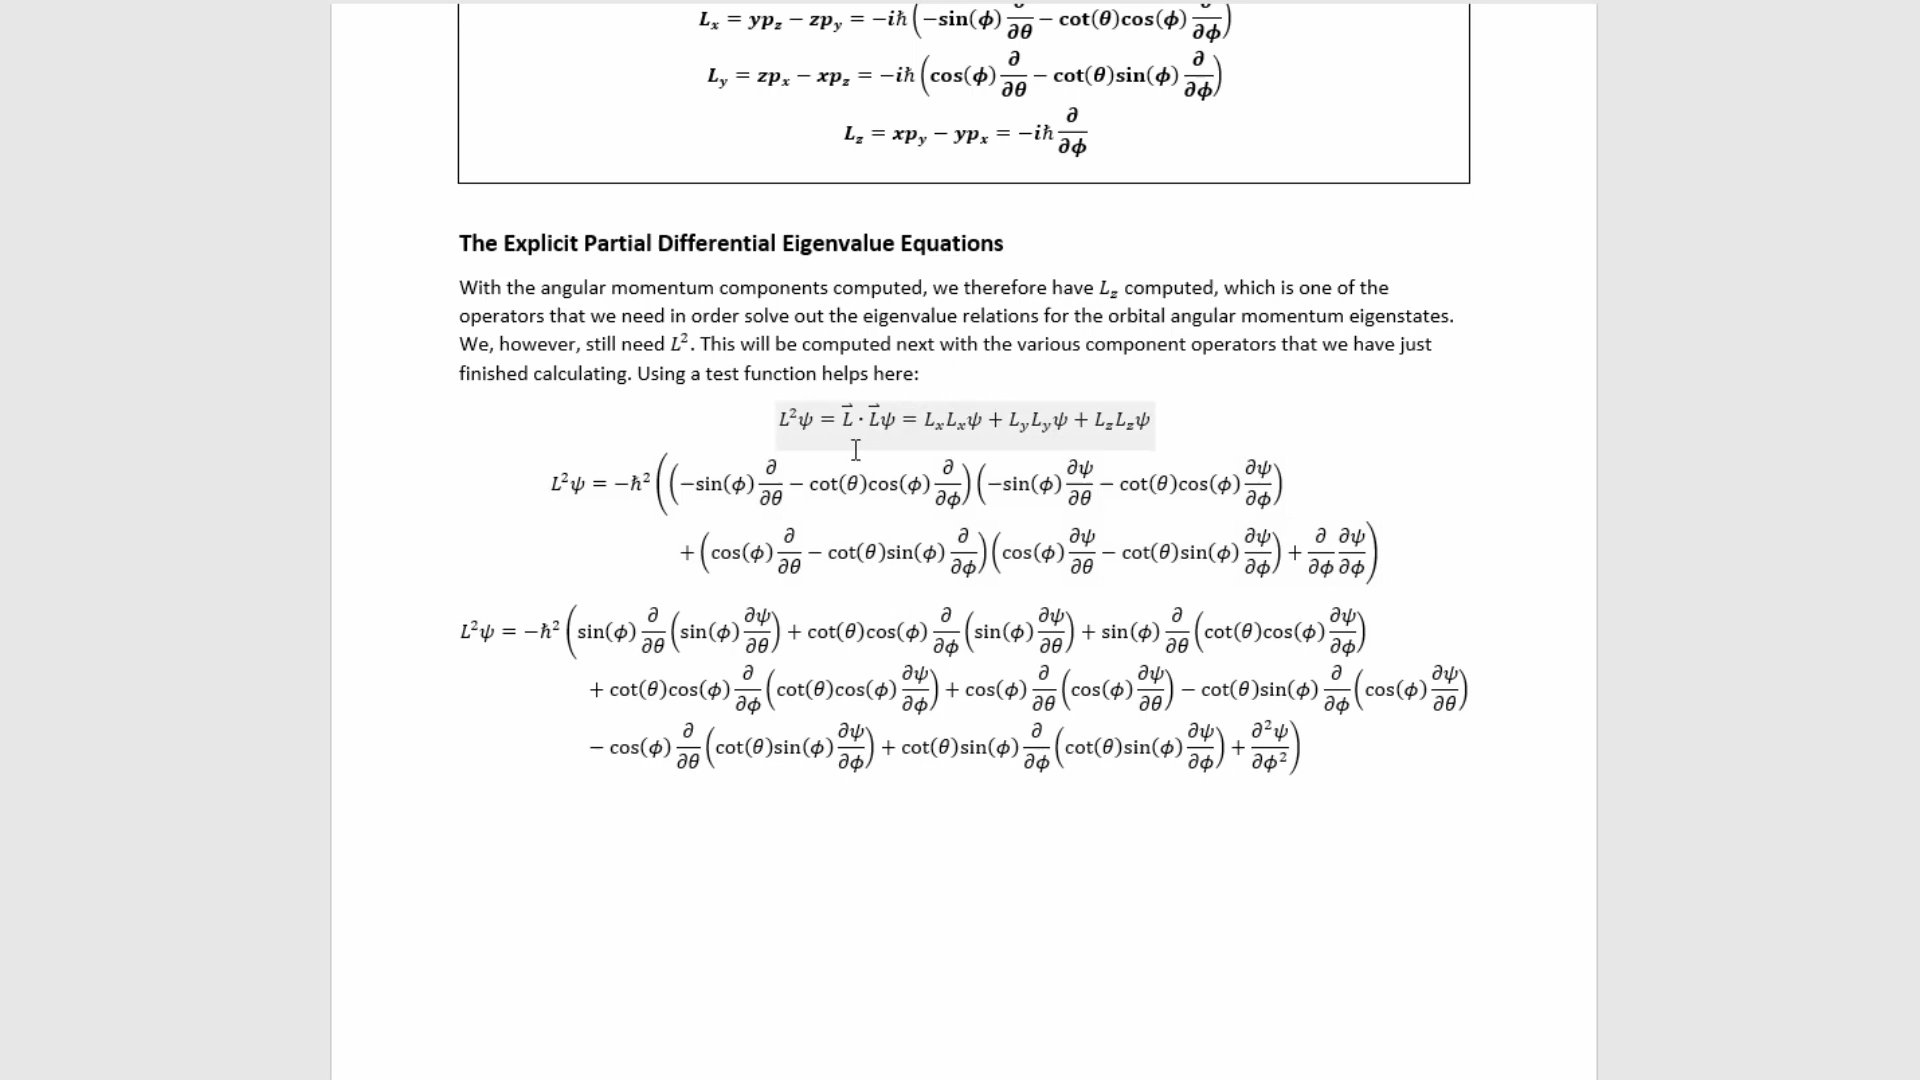 Lₓ = yp_z − zp_y = −iħ(−sin(ϕ) ∂/∂θ − cot(θ)cos(ϕ) ∂/∂ϕ)
L_y = zpₓ − xp_z = −iħ(cos(ϕ) ∂/∂θ − cot(θ)sin(ϕ) ∂/∂ϕ)
L_z = xp_y − ypₓ = −iħ ∂/∂ϕ
The Explicit Partial Differential Eigenvalue Equations
With the angular momentum components computed, we therefore have L_z computed, which is one of the
operators that we need in order solve out the eigenvalue relations for the orbital angular momentum eigenstates.
We, however, still need L². This will be computed next with the various component operators that we have just
finished calculating. Using a test function helps here:
L²ψ = L⃗ · L⃗ψ = LₓLₓψ + L_yL_yψ + L_zL_zψ
L²ψ = −ħ²((−sin(ϕ) ∂/∂θ − cot(θ)cos(ϕ) ∂/∂ϕ)(−sin(ϕ) ∂ψ/∂θ − cot(θ)cos(ϕ) ∂ψ/∂ϕ)
+ (cos(ϕ) ∂/∂θ − cot(θ)sin(ϕ) ∂/∂ϕ)(cos(ϕ) ∂ψ/∂θ − cot(θ)sin(ϕ) ∂ψ/∂ϕ) + ∂/∂ϕ ∂ψ/∂ϕ)
L²ψ = −ħ²(sin(ϕ) ∂/∂θ (sin(ϕ) ∂ψ/∂θ) + cot(θ)cos(ϕ) ∂/∂ϕ (sin(ϕ) ∂ψ/∂θ) + sin(ϕ) ∂/∂θ (cot(θ)cos(ϕ) ∂ψ/∂ϕ)
+ cot(θ)cos(ϕ) ∂/∂ϕ (cot(θ)cos(ϕ) ∂ψ/∂ϕ) + cos(ϕ) ∂/∂θ (cos(ϕ) ∂ψ/∂θ) − cot(θ)sin(ϕ) ∂/∂ϕ (cos(ϕ) ∂ψ/∂θ)
− cos(ϕ) ∂/∂θ (cot(θ)sin(ϕ) ∂ψ/∂ϕ) + cot(θ)sin(ϕ) ∂/∂ϕ (cot(θ)sin(ϕ) ∂ψ/∂ϕ) + ∂²ψ/∂ϕ²)